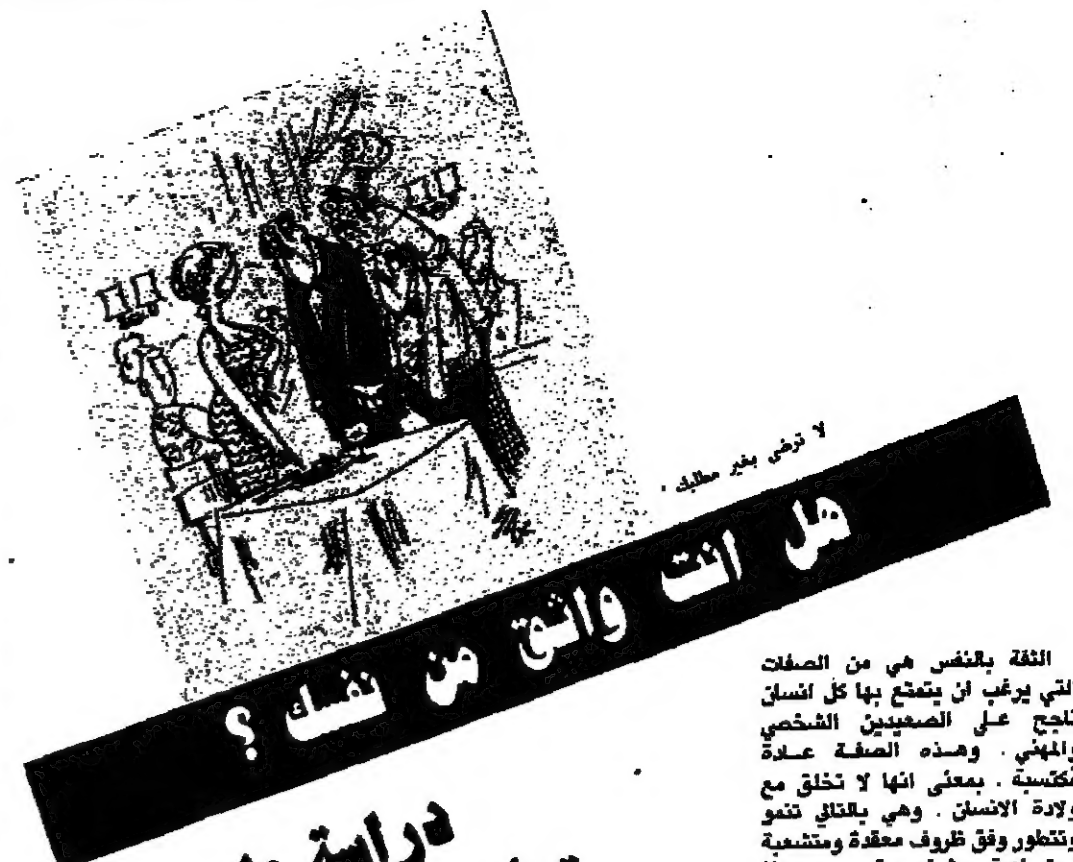 لا ترضى بغير مطالبك .
هل انت واثق من نفسك ؟
الثقة بالنفس هي من الصفات
التي يرغب ان يتمتع بها كل انسان
ناجح على الصعيدين الشخصي
والمهني . وهذه الصفة عادة
مكتسبة . بمعنى انها لا تخلق مع
ولادة الانسان . وهي بالتالي تنمو
وتتطور وفق ظروف معقدة ومتشعبة
دراسة